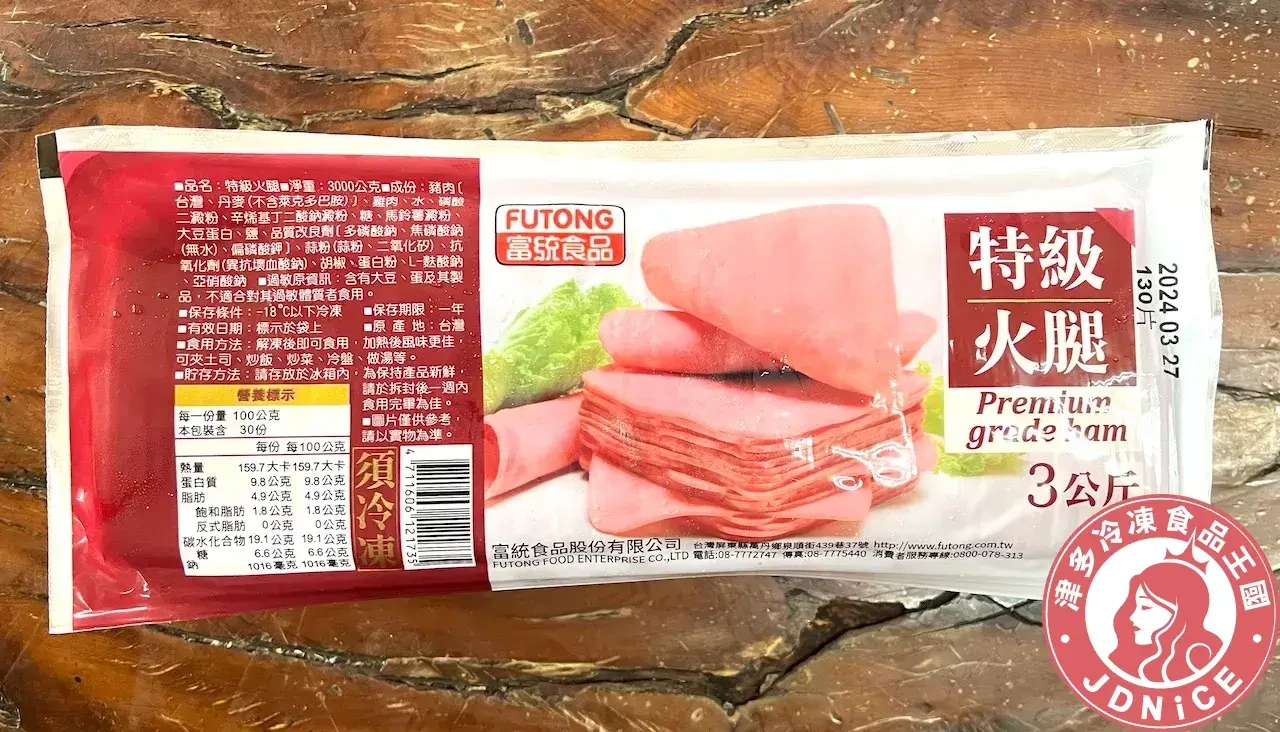 ■品名：特級火腿■淨重：3000公克■成份：豬肉〔
台灣、丹麥(不含萊克多巴胺)〕、雞肉、水、磷酸
二澱粉、辛烯基丁二酸鈉澱粉、糖、馬鈴薯澱粉、
大豆蛋白、鹽、品質改良劑〔多磷酸鈉、焦磷酸鈉
(無水)、偏磷酸鉀〕、蒜粉(蒜粉、二氧化矽)、抗
氧化劑(異抗壞血酸鈉)、胡椒、蛋白粉、L-麩酸鈉
、亞硝酸鈉 ■過敏原資訊：含有大豆、蛋及其製
品，不適合對其過敏體質者食用。
■保存條件：-18°C以下冷凍 ■保存期限：一年
■有效日期：標示於袋上 ■原產地：台灣
■食用方法：解凍後即可食用，加熱後風味更佳，
可夾土司、炒飯、炒菜、冷盤、做湯等。
■貯存方法：請存放於冰箱內，為保持產品新鮮，
請於拆封後一週內
食用完畢為佳。
■圖片僅供參考，
請以實物為準。
營養標示
每一份量 100公克
本包裝含 30份
每份 每100公克
熱量 159.7大卡 159.7大卡
蛋白質 9.8公克 9.8公克
脂肪 4.9公克 4.9公克
飽和脂肪 1.8公克 1.8公克
反式脂肪 0公克 0公克
碳水化合物 19.1公克 19.1公克
糖 6.6公克 6.6公克
鈉 1016毫克 1016毫克
須冷凍
4 711606 121735
FUTONG
富統食品
特級
火腿
Premium
grade ham
3公斤
2024 03 27
130片
富統食品股份有限公司 台灣屏東縣萬丹鄉泉順街439巷37號 http://www.futong.com.tw
FUTONG FOOD ENTERPRISE CO.,LTD 電話:08-7772747 傳真:08-7775440 消費者服務專線:0800-078-313
津多冷凍食品王國
JDNiCE